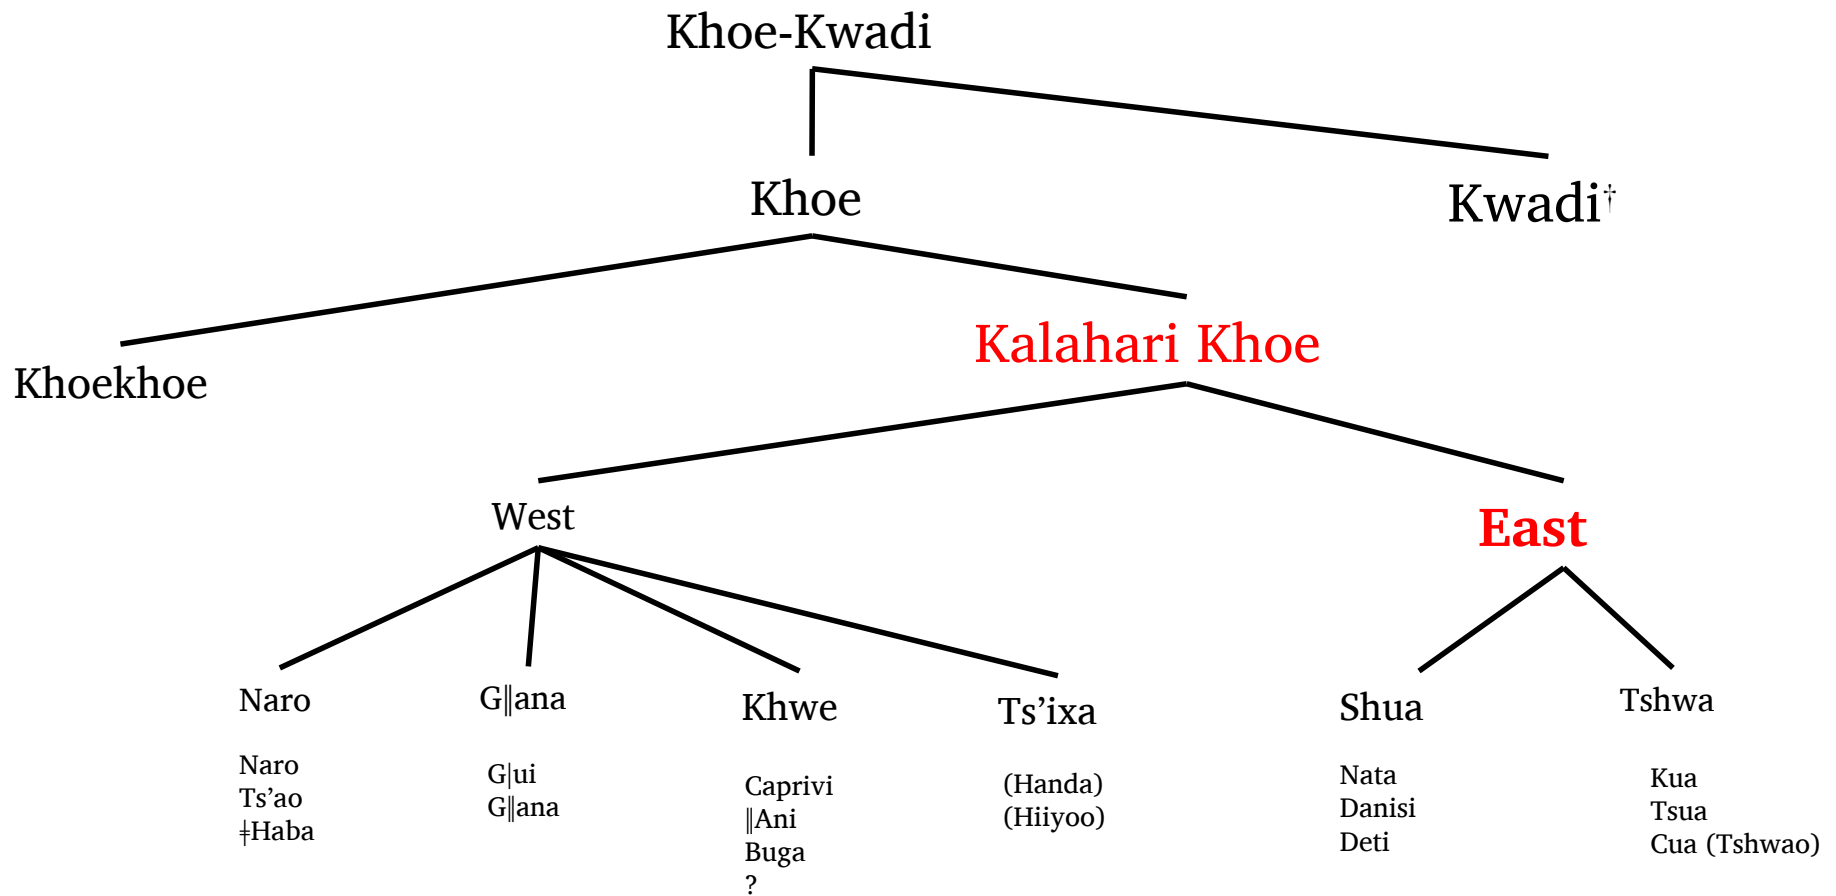 Khoe-Kwadi
Khoe
Kwadi†
Kalahari Khoe
Khoekhoe
West
East
Naro
G‖ana
Khwe
Ts’ixa
Shua
Tshwa
Naro
Ts’ao
ǂHaba
G|ui
G‖ana
Caprivi
‖Ani
Buga
?
(Handa)
(Hiiyoo)
Nata
Danisi
Deti
Kua
Tsua
Cua (Tshwao)